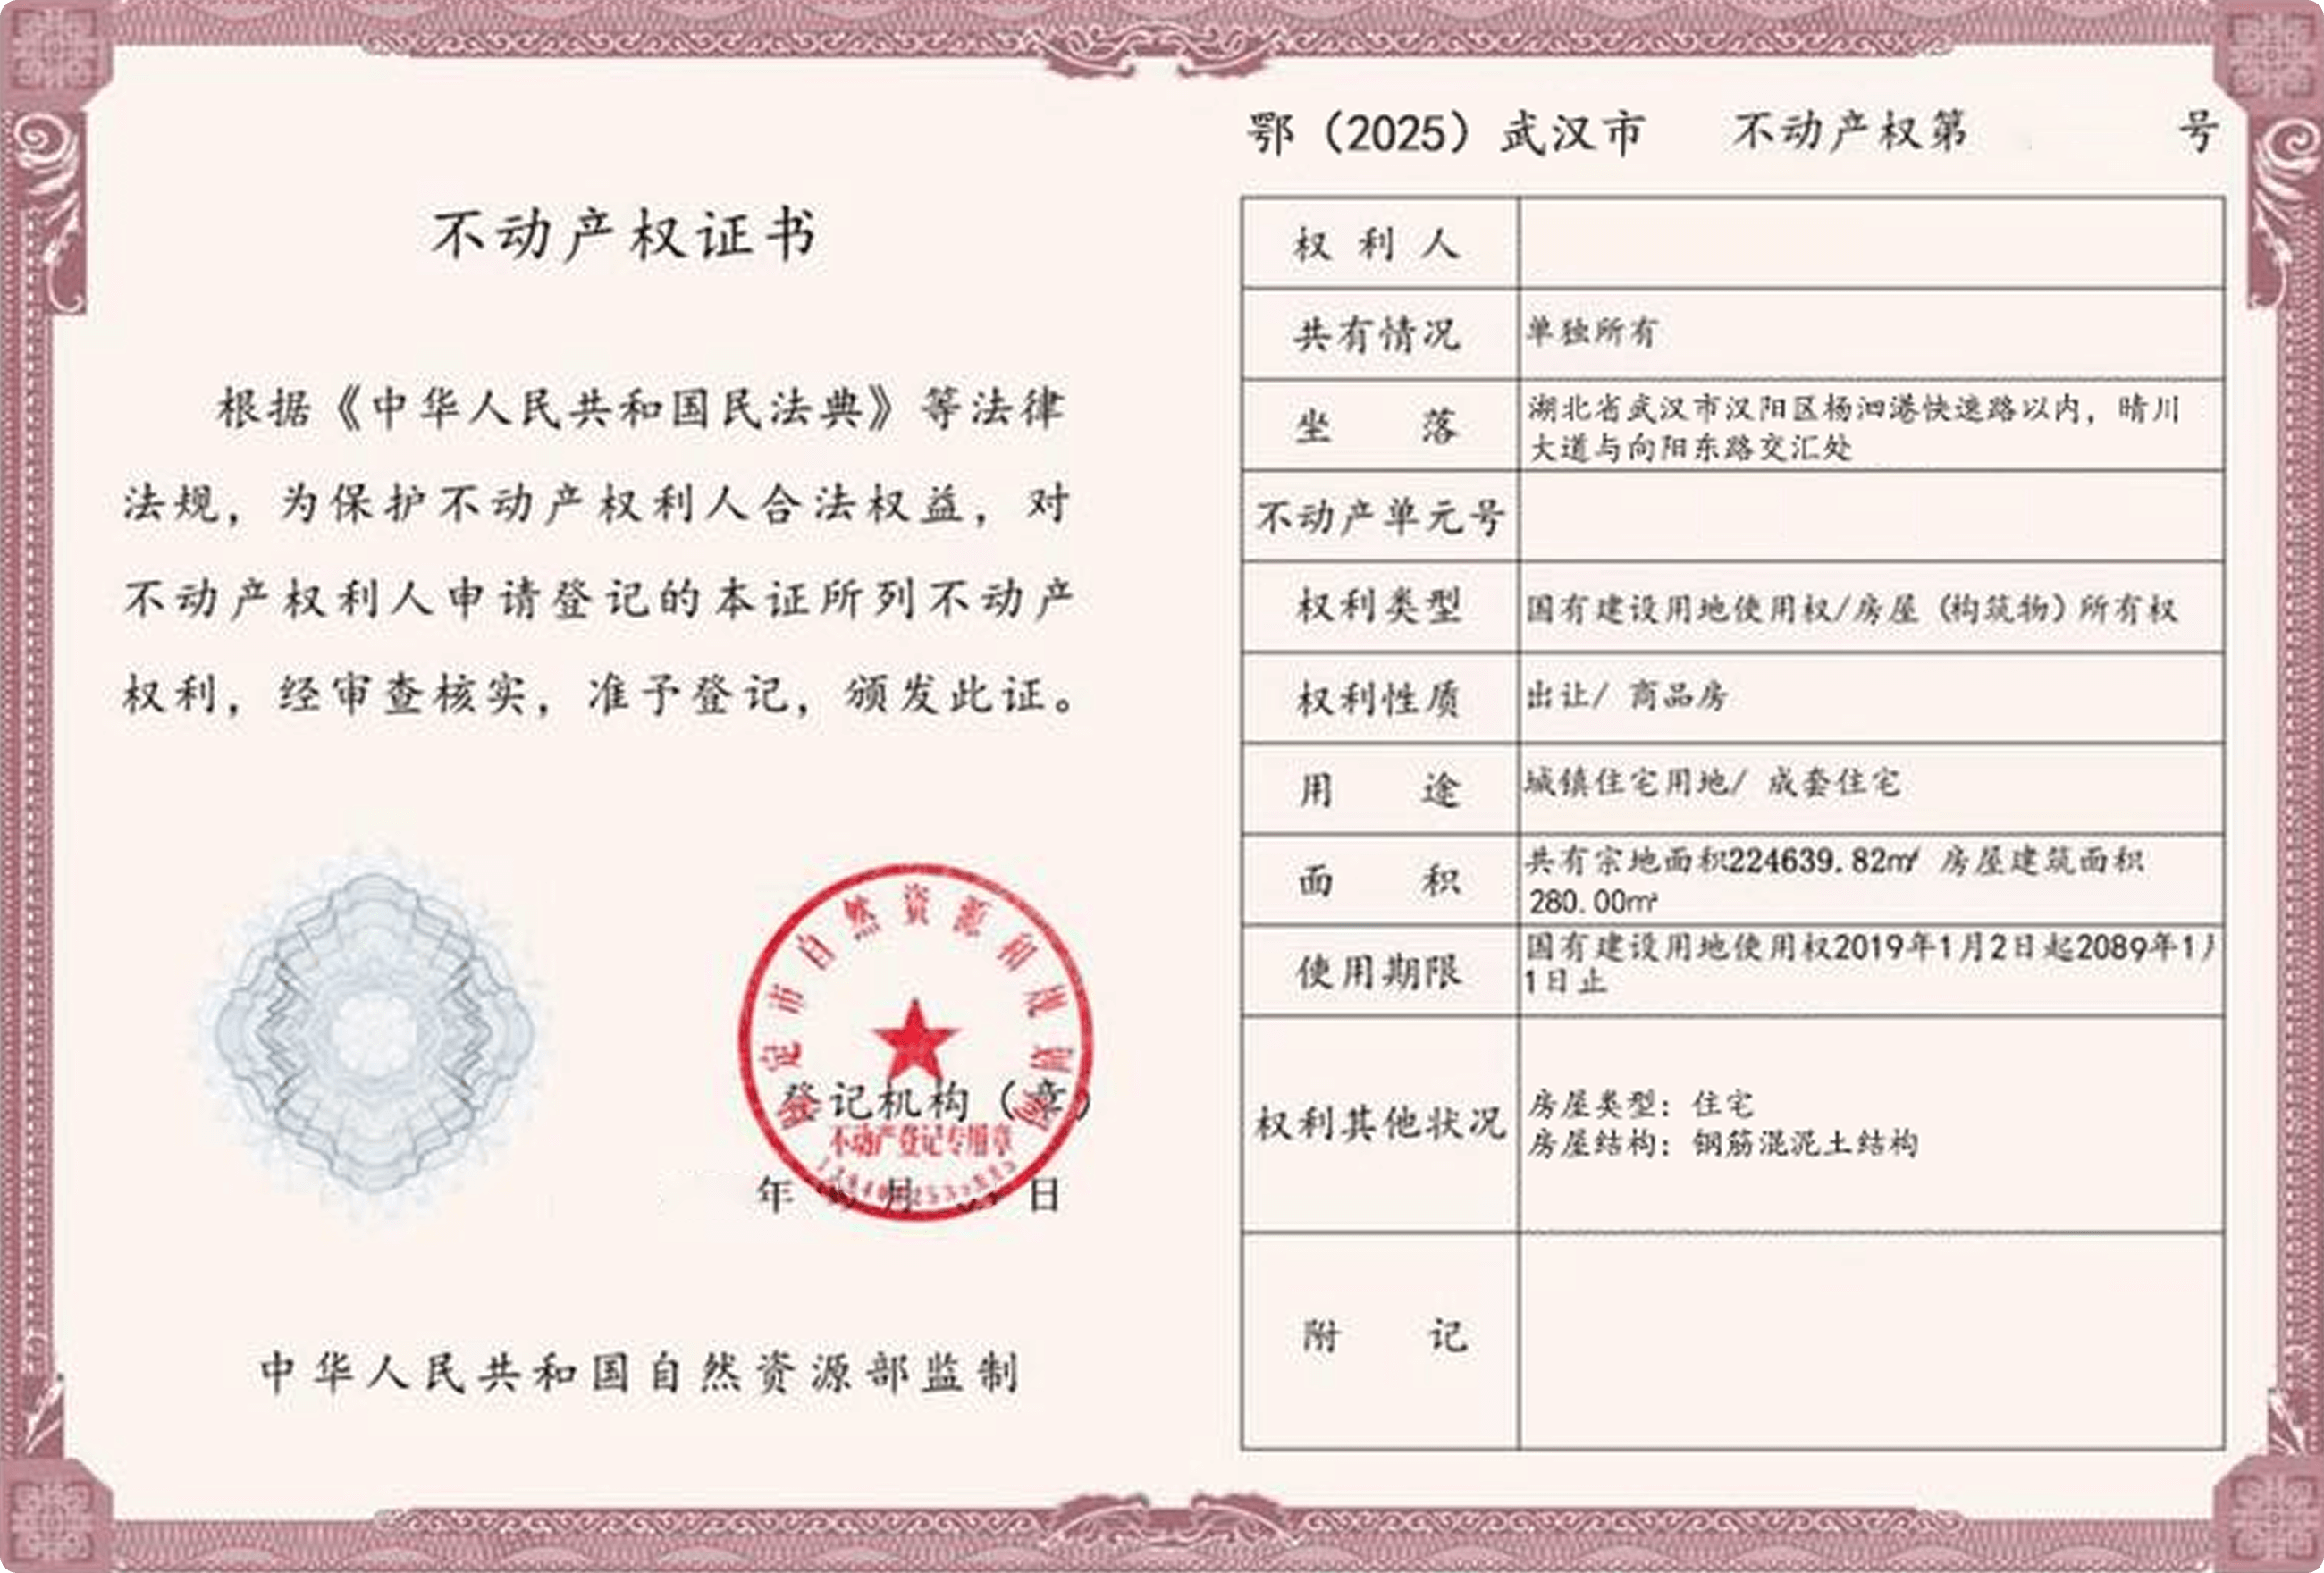 不动产权证书
根据《中华人民共和国民法典》等法律
法规，为保护不动产权利人合法权益，对
不动产权利人申请登记的本证所列不动产
权利，经审查核实，准予登记，颁发此证。
定市自然資源和规划
登记机构（章）
不动产登记专用章
年 月 日
中华人民共和国自然资源部监制
鄂（2025）武汉市 不动产权第 号
权利人
共有情况 单独所有
坐落 湖北省武汉市汉阳区杨泗港快速路以内，晴川
大道与向阳东路交汇处
不动产单元号
权利类型 国有建设用地使用权/房屋（构筑物）所有权
权利性质 出让/ 商品房
用途 城镇住宅用地/ 成套住宅
面积 共有宗地面积224639.82㎡ 房屋建筑面积
280.00㎡
使用期限 国有建设用地使用权2019年1月2日起2089年1月
1日止
权利其他状况 房屋类型：住宅
房屋结构：钢筋混泥土结构
附记